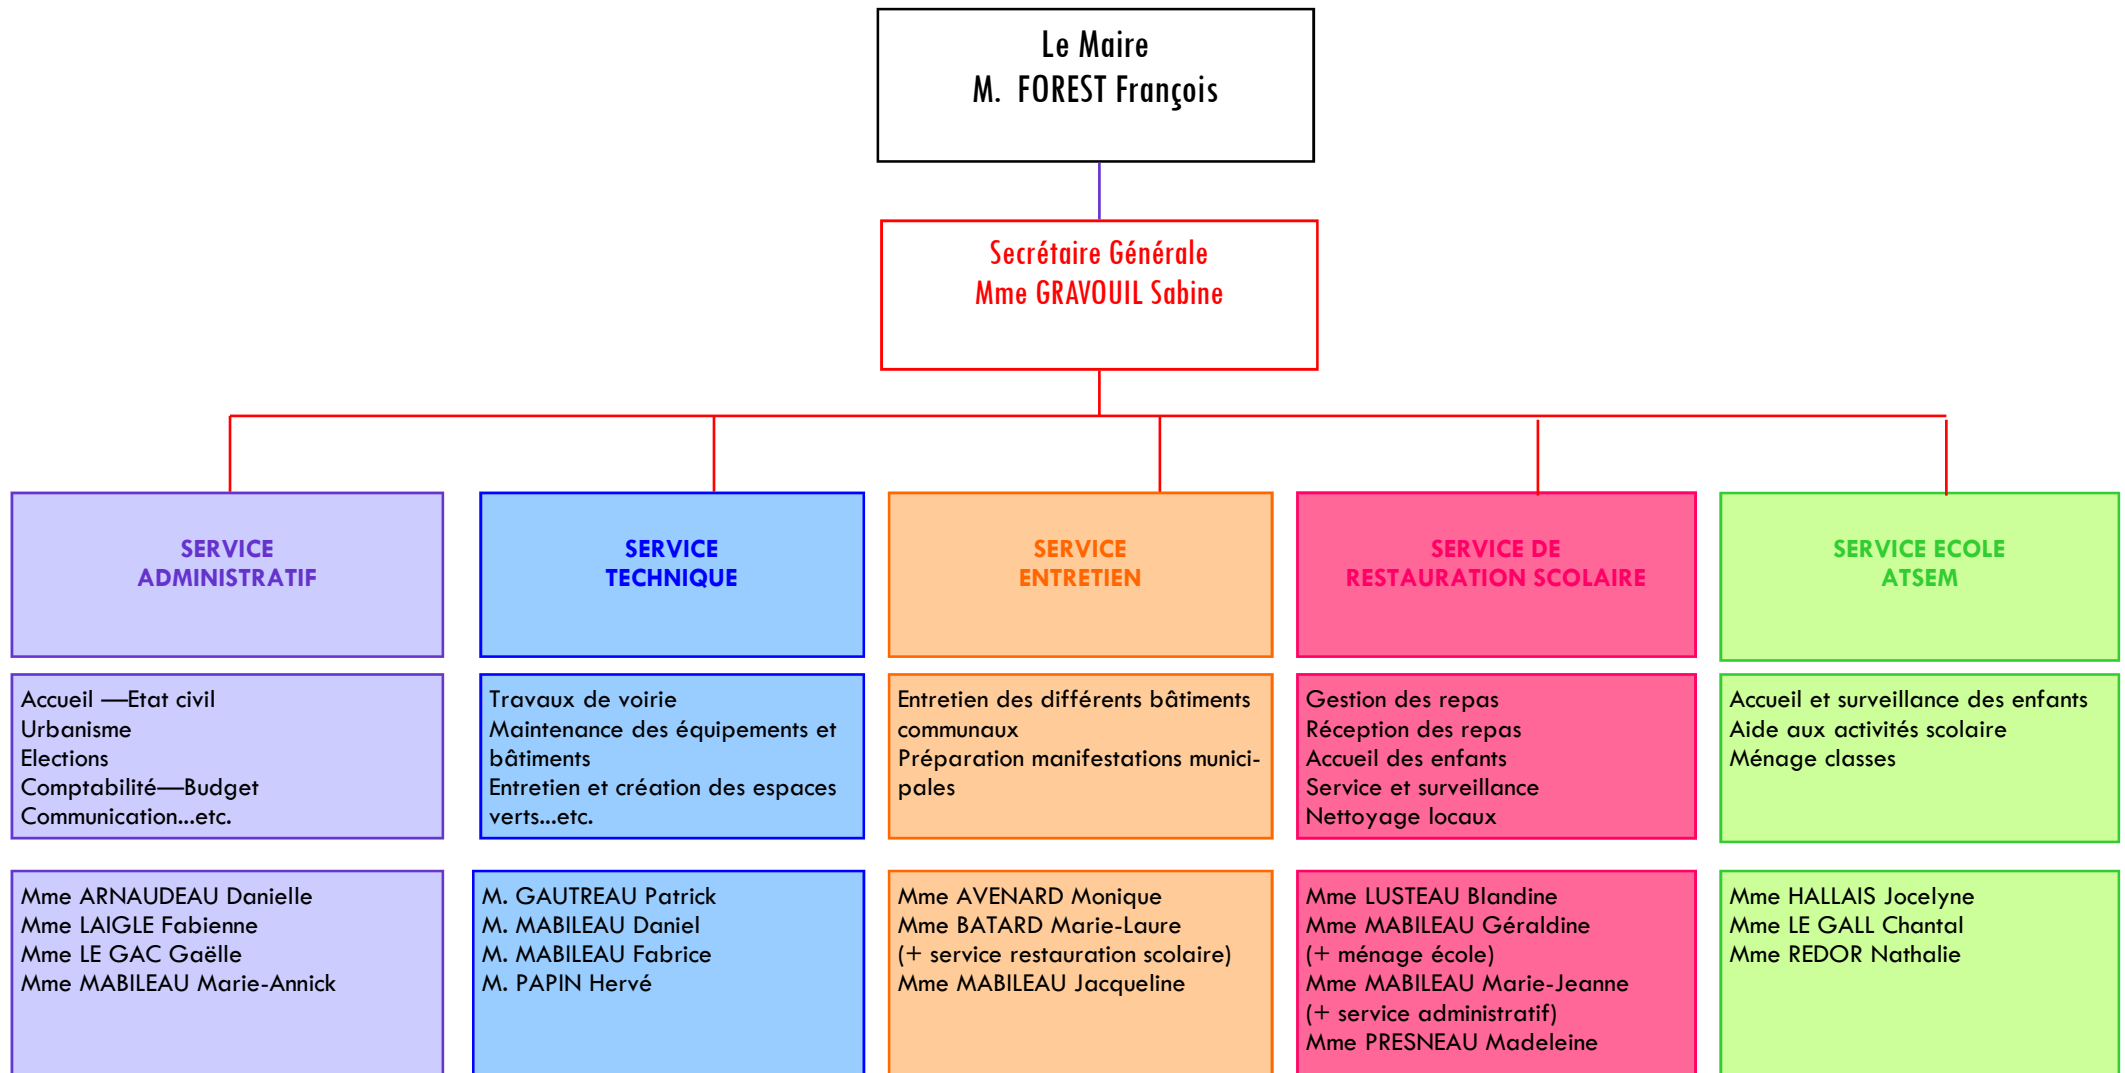 Le Maire
M.  FOREST François
Secrétaire Générale
Mme GRAVOUIL Sabine
SERVICE
ADMINISTRATIF
SERVICE
TECHNIQUE
SERVICE
ENTRETIEN
SERVICE DE
RESTAURATION SCOLAIRE
SERVICE ECOLE
ATSEM
Accueil —Etat civil
Urbanisme
Elections
Comptabilité—Budget
Communication...etc.
Travaux de voirie
Maintenance des équipements et
bâtiments
Entretien et création des espaces
verts...etc.
Entretien des différents bâtiments
communaux
Préparation manifestations munici-
pales
Gestion des repas
Réception des repas
Accueil des enfants
Service et surveillance
Nettoyage locaux
Accueil et surveillance des enfants
Aide aux activités scolaire
Ménage classes
Mme ARNAUDEAU Danielle
Mme LAIGLE Fabienne
Mme LE GAC Gaëlle
Mme MABILEAU Marie-Annick
M. GAUTREAU Patrick
M. MABILEAU Daniel
M. MABILEAU Fabrice
M. PAPIN Hervé
Mme AVENARD Monique
Mme BATARD Marie-Laure
(+ service restauration scolaire)
Mme MABILEAU Jacqueline
Mme LUSTEAU Blandine
Mme MABILEAU Géraldine
(+ ménage école)
Mme MABILEAU Marie-Jeanne
(+ service administratif)
Mme PRESNEAU Madeleine
Mme HALLAIS Jocelyne
Mme LE GALL Chantal
Mme REDOR Nathalie